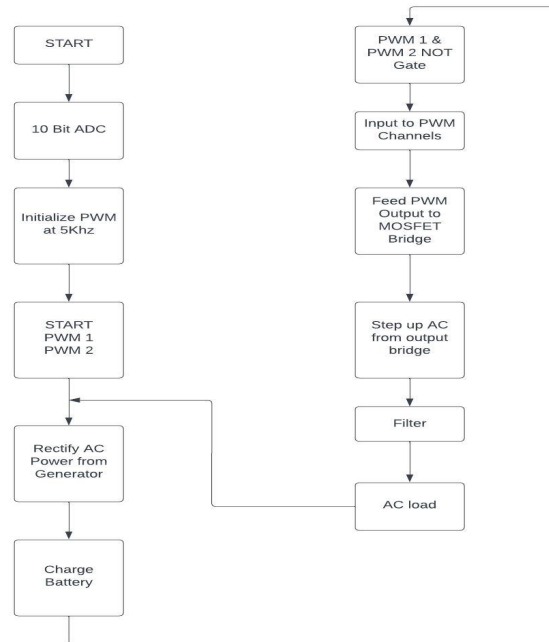 START
10 Bit ADC
Initialize PWM
at 5Khz
START
PWM 1
PWM 2
Rectify AC
Power from
Generator
Charge
Battery
PWM 1 &
PWM 2 NOT
Gate
Input to PWM
Channels
Feed PWM
Output to
MOSFET
Bridge
Step up AC
from output
bridge
Filter
AC load